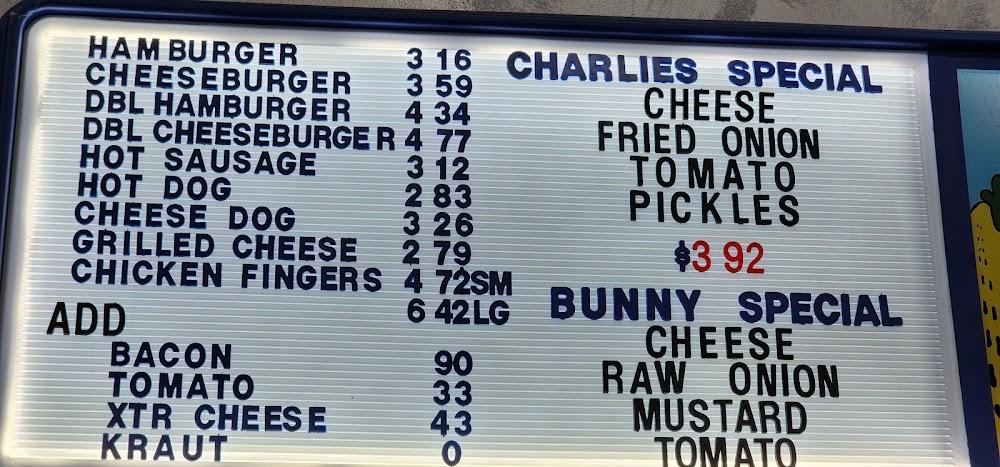 HAMBURGER 3 16
CHEESEBURGER 3 59
DBL HAMBURGER 4 34
DBL CHEESEBURGER 4 77
HOT SAUSAGE 3 12
HOT DOG 2 83
CHEESE DOG 3 26
GRILLED CHEESE 2 79
CHICKEN FINGERS 4 72SM
6 42LG
ADD
BACON 90
TOMATO 33
XTR CHEESE 43
KRAUT 0
CHARLIES SPECIAL
CHEESE
FRIED ONION
TOMATO
PICKLES
$3 92
BUNNY SPECIAL
CHEESE
RAW ONION
MUSTARD
TOMATO